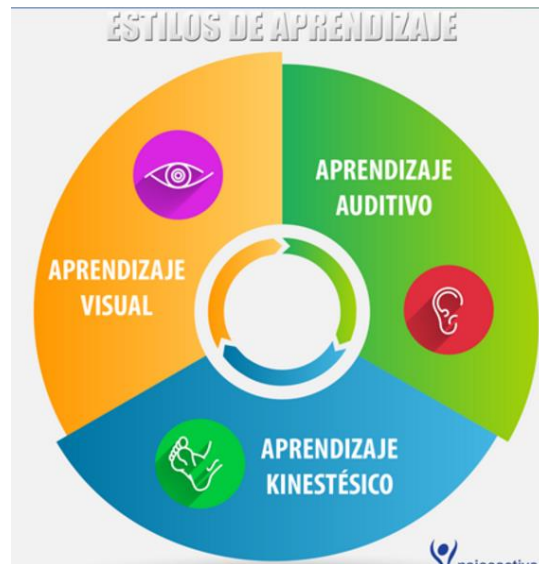 ESTILOS DE APRENDIZAJE
APRENDIZAJE
AUDITIVO
APRENDIZAJE
VISUAL
APRENDIZAJE
KINESTÉSICO